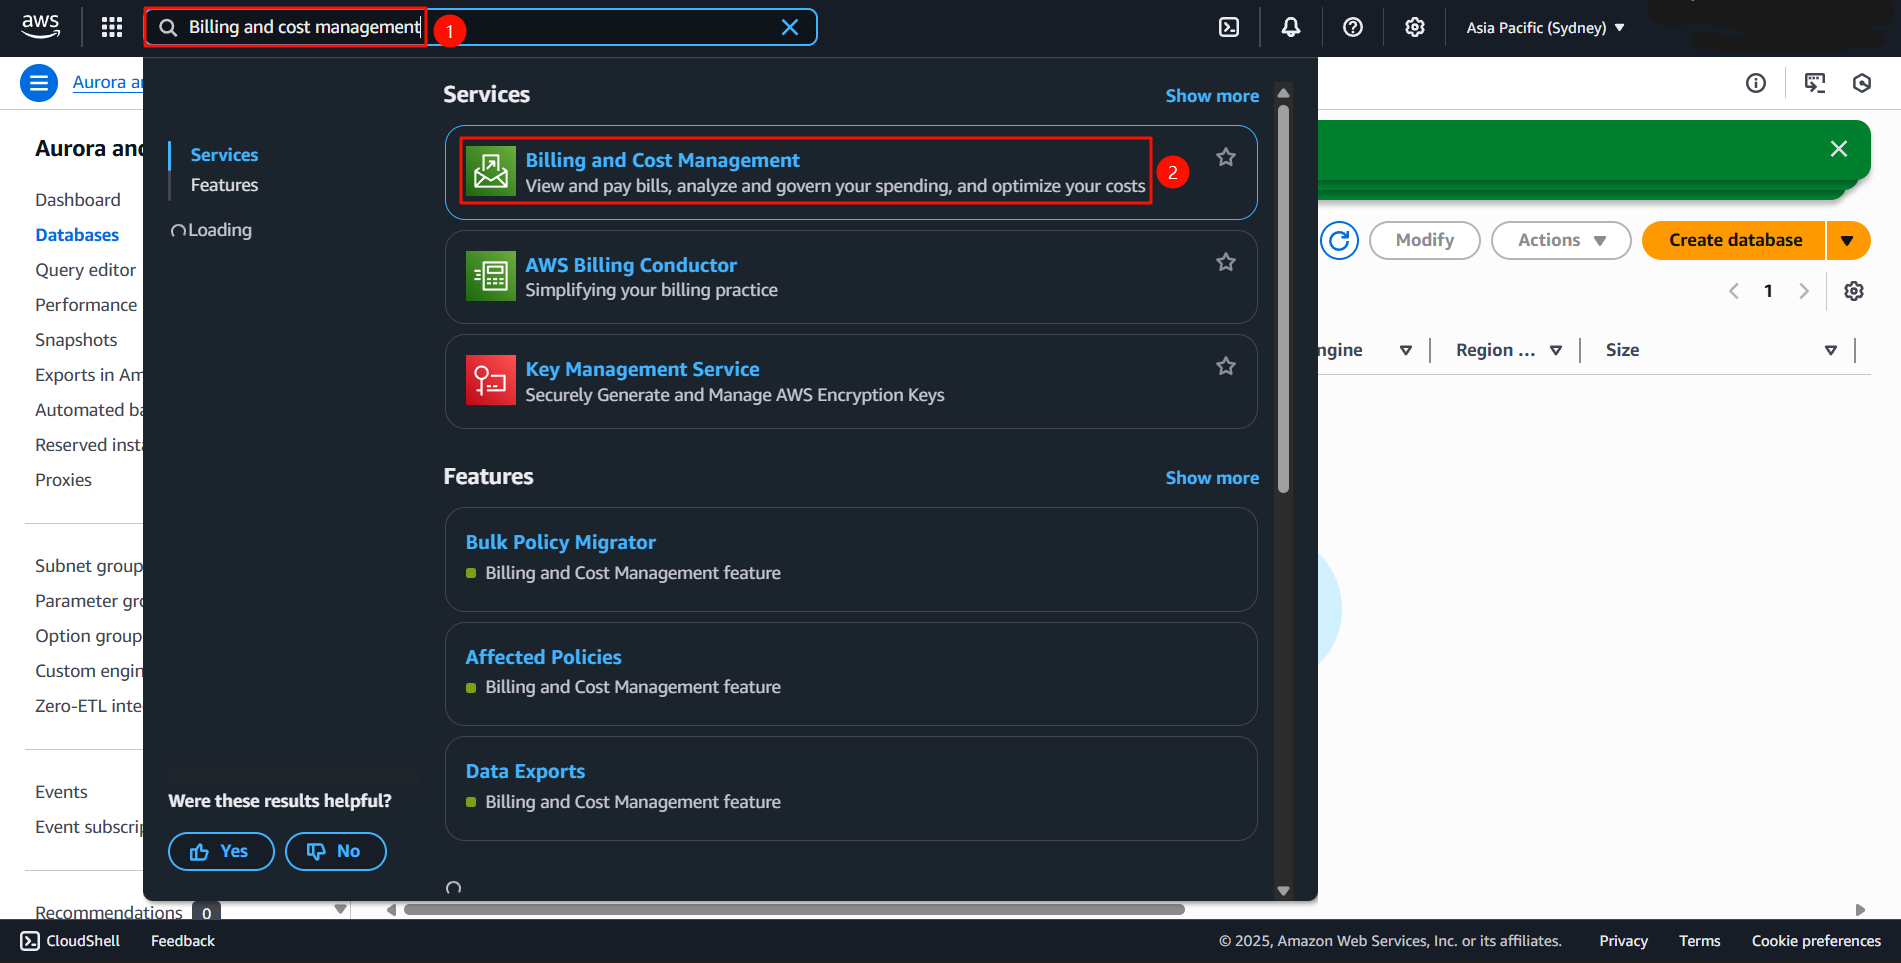 aws
Billing and cost management
1
Asia Pacific (Sydney)
Aurora an
Aurora and
Dashboard
Databases
Query editor
Performance
Snapshots
Exports in Am
Automated ba
Reserved insta
Proxies
Subnet group
Parameter gro
Option group
Custom engin
Zero-ETL inte
Events
Event subscrip
Recommendations 0
Services
Features
Loading
Were these results helpful?
Yes
No
Services
Show more
Billing and Cost Management
View and pay bills, analyze and govern your spending, and optimize your costs
2
AWS Billing Conductor
Simplifying your billing practice
Key Management Service
Securely Generate and Manage AWS Encryption Keys
Features
Show more
Bulk Policy Migrator
Billing and Cost Management feature
Affected Policies
Billing and Cost Management feature
Data Exports
Billing and Cost Management feature
Modify
Actions
Create database
1
ngine
Region ...
Size
CloudShell
Feedback
© 2025, Amazon Web Services, Inc. or its affiliates.
Privacy
Terms
Cookie preferences